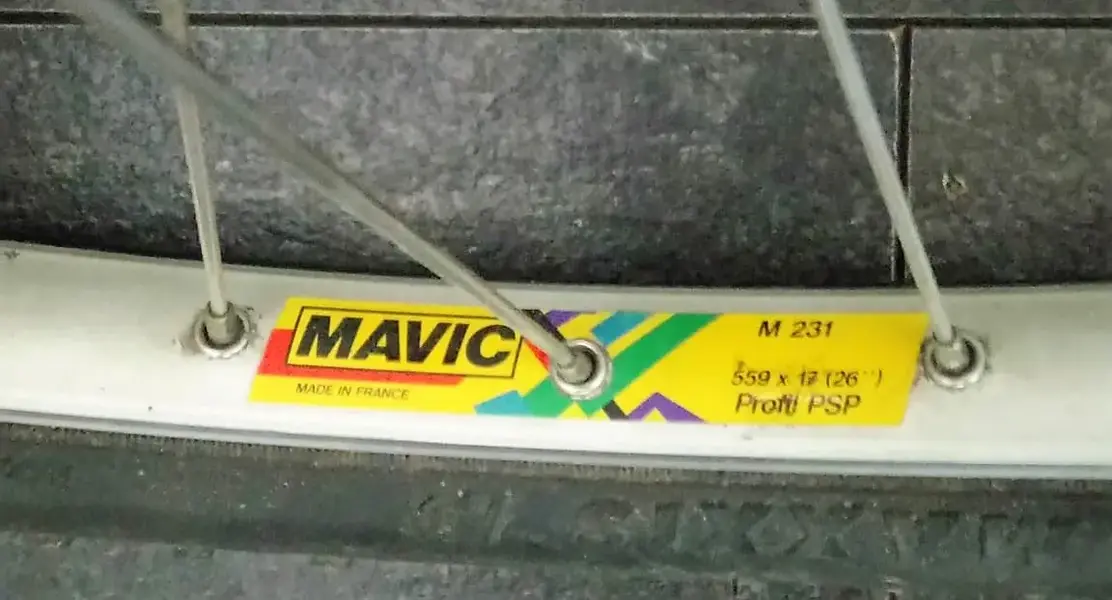 MAVIC
MADE IN FRANCE
M 231
559 x 17 (26'')
Profil PSP